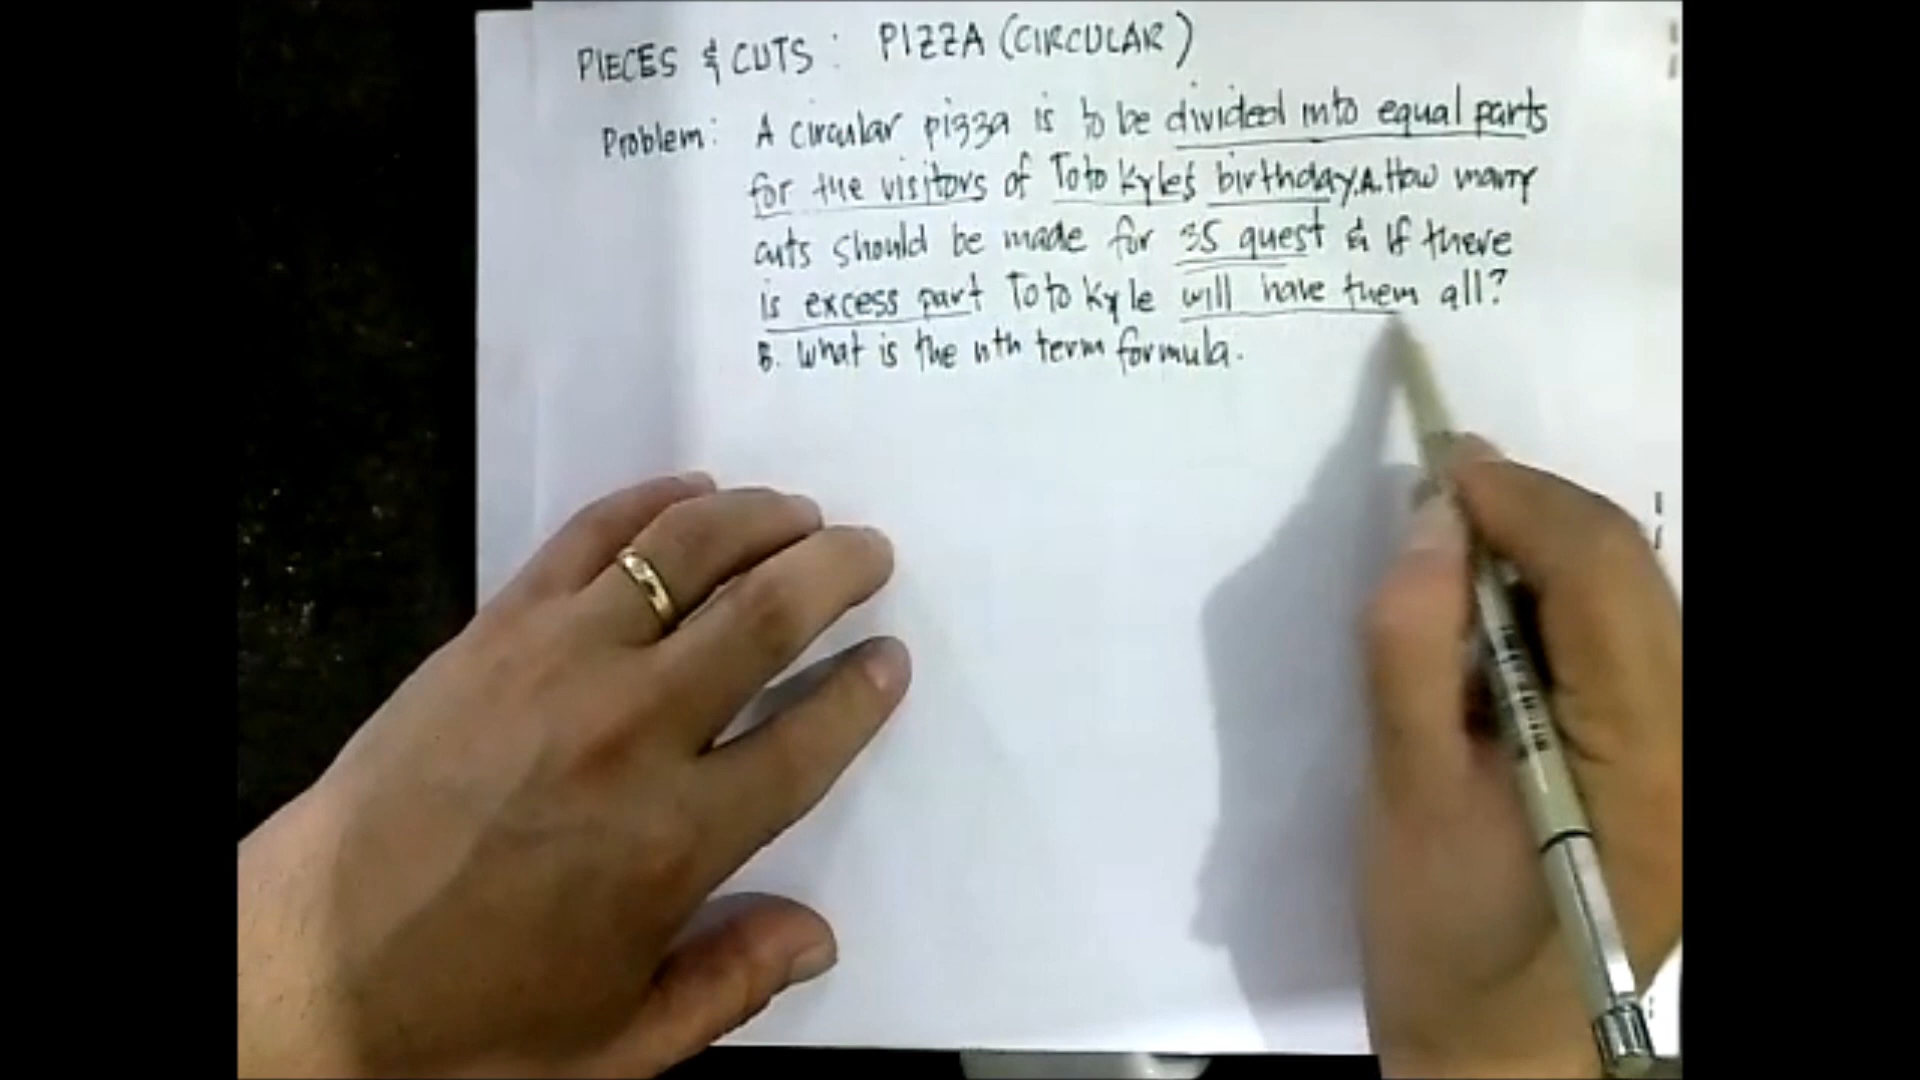 PIECES & CUTS : PIZZA (CIRCULAR)
Problem: A circular pizza is to be divided into equal parts
for the visitors of Toto Kyle's birthday. A. How many
cuts should be made for 35 guest & if there
is excess part Toto Kyle will have them all?
B. What is the nth term formula.